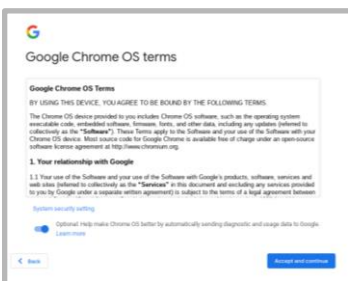 G
Google Chrome OS terms
Google Chrome OS Terms
BY USING THIS DEVICE, YOU AGREE TO BE BOUND BY THE FOLLOWING TERMS.
The Chrome OS device provided to you includes Chrome OS software, such as the operating system
executable code, embedded software, firmware, fonts, and other data, including any updates (referred to
collectively as the "Software"). These Terms apply to the Software and your use of the Software with your
Chrome OS device. Most source code for Google Chrome is available free of charge under an open-source
software license agreement at http://www.chromium.org.
1. Your relationship with Google
1.1 Your use of the Software and your use of the Software with Google's products, software, services and
web sites (referred to collectively as the "Services" in this document and excluding any services provided
to you by Google under a separate written agreement) is subject to the terms of a legal agreement between
System security setting
Optional: Help make Chrome OS better by automatically sending diagnostic and usage data to Google.
Learn more
Back
Accept and continue